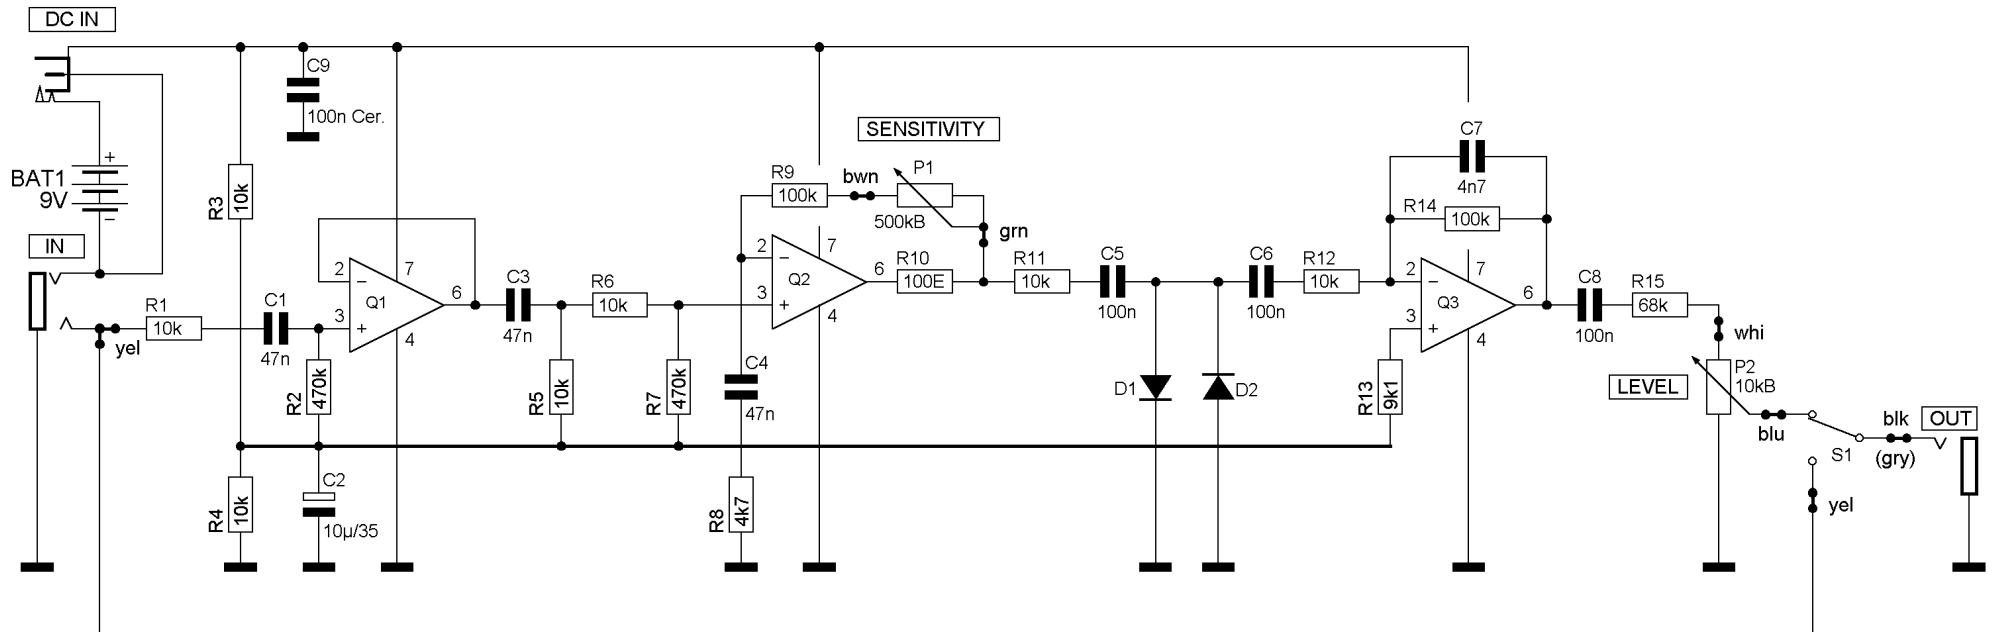 DC IN
C9
100n Cer.
SENSITIVITY
BAT1
9V
+
−
IN
R3
10k
R1
10k
yel
C1
47n
R2
470k
2
−
3
+
Q1
7
6
4
R4
10k
C2
10µ/35
C3
47n
R5
10k
R6
10k
R7
470k
R9
100k
bwn
P1
500kB
grn
2
−
3
+
Q2
7
6
4
C4
47n
R8
4k7
R10
100E
R11
10k
C5
100n
D1
D2
C6
100n
R12
10k
C7
4n7
R14
100k
2
−
3
+
Q3
7
6
4
R13
9k1
C8
100n
R15
68k
whi
LEVEL
P2
10kB
blu
S1
yel
blk
(gry)
OUT